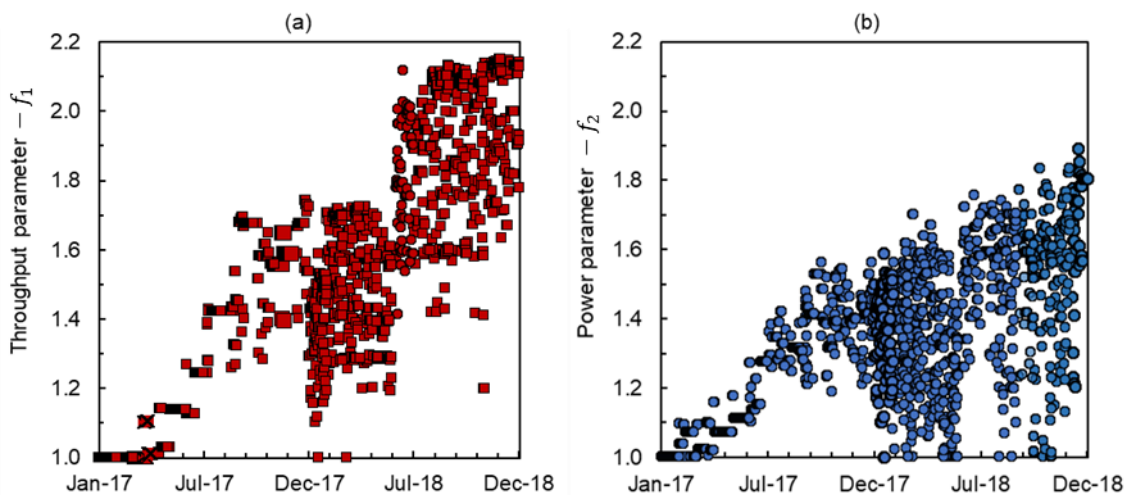 (a)
2.2
2.0
1.8
1.6
1.4
1.2
1.0
Throughput parameter – f₁
Jan-17 Jul-17 Dec-17 Jul-18 Dec-18
(b)
2.2
2.0
1.8
1.6
1.4
1.2
1.0
Power parameter – f₂
Jan-17 Jul-17 Dec-17 Jul-18 Dec-18